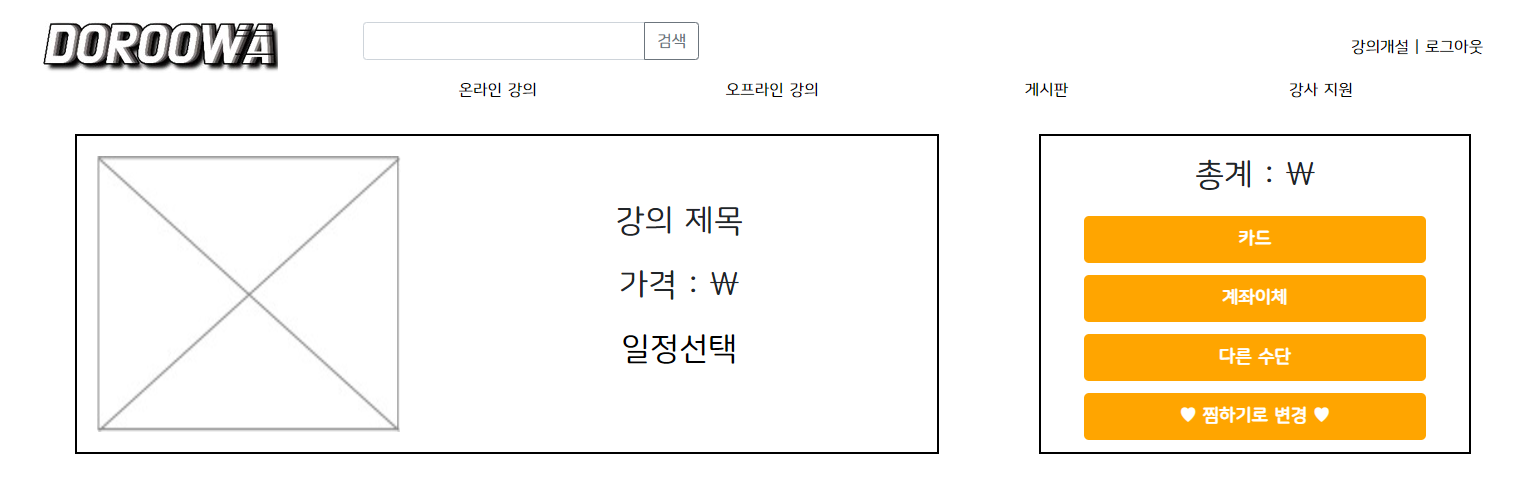 DOROOWA
검색
강의개설 | 로그아웃
온라인 강의 오프라인 강의 게시판 강사 지원
강의 제목
가격 : ₩
일정선택
총계 : ₩
카드
계좌이체
다른 수단
♥ 찜하기로 변경 ♥